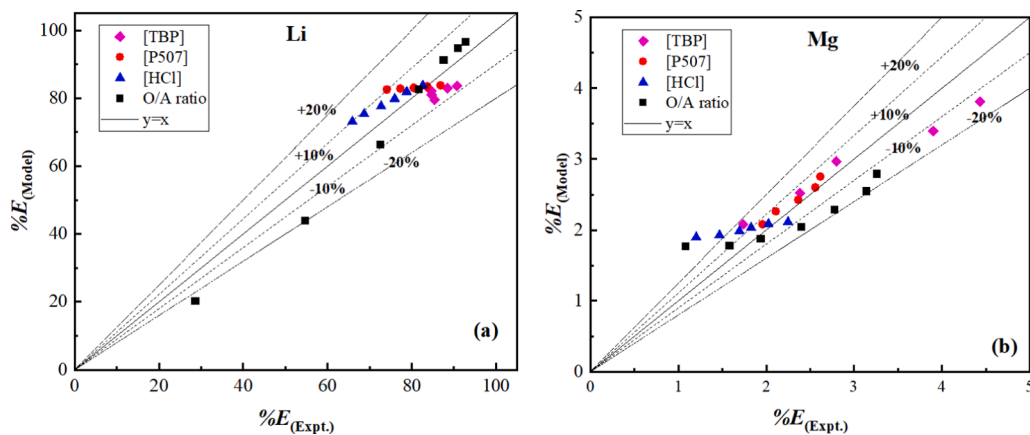 Li
[TBP]
[P507]
[HCl]
O/A ratio
y=x
+20%
+10%
-10%
-20%
(a)
100
80
60
40
20
0
0 20 40 60 80 100
%E(Model)
%E(Expt.)
Mg
[TBP]
[P507]
[HCl]
O/A ratio
y=x
+20%
+10%
-10%
-20%
(b)
5
4
3
2
1
0
0 1 2 3 4 5
%E(Model)
%E(Expt.)